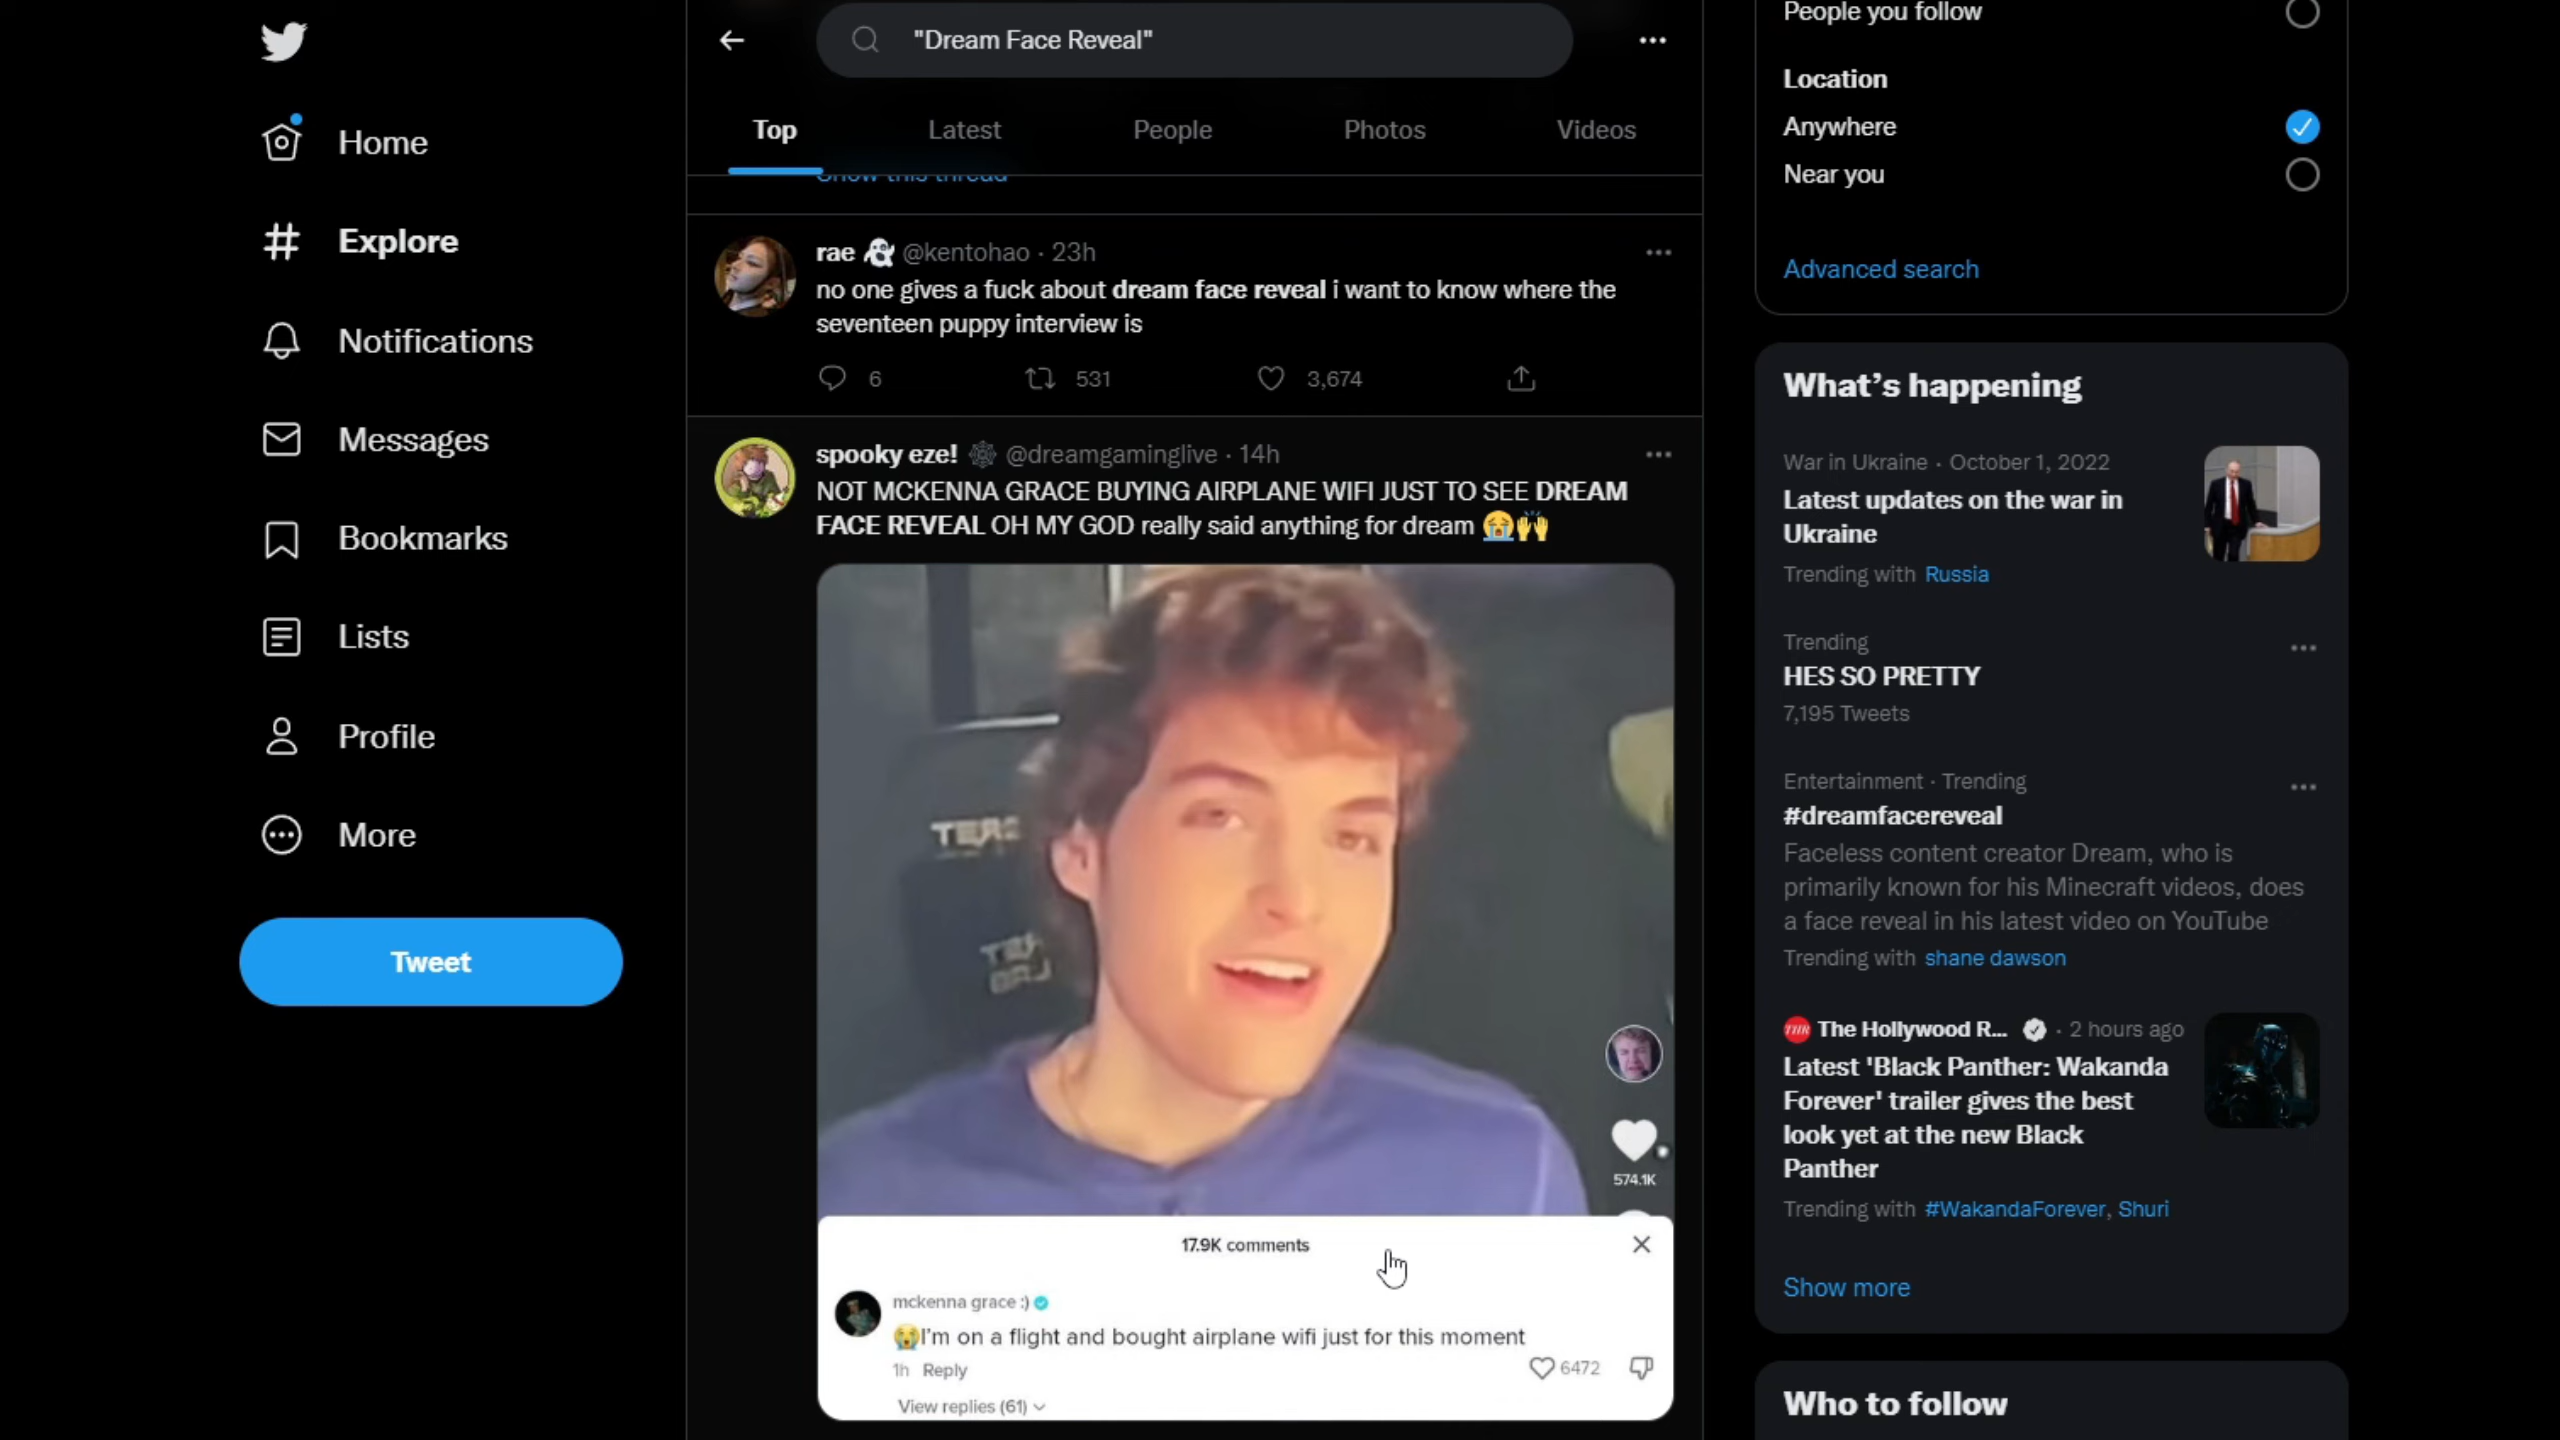 Home
Explore
Notifications
Messages
Bookmarks
Lists
Profile
More
Tweet
"Dream Face Reveal"
Top
Latest
People
Photos
Videos
Show this thread
rae 👻 @kentohao · 23h
no one gives a fuck about dream face reveal i want to know where the
seventeen puppy interview is
6
531
3,674
spooky eze! 🕸 @dreamgaminglive · 14h
NOT MCKENNA GRACE BUYING AIRPLANE WIFI JUST TO SEE DREAM
FACE REVEAL OH MY GOD really said anything for dream 😭🙌
574.1K
17.9K comments
mckenna grace :)
😭I'm on a flight and bought airplane wifi just for this moment
1h Reply
6472
View replies (61)
People you follow
Location
Anywhere
Near you
Advanced search
What's happening
War in Ukraine · October 1, 2022
Latest updates on the war in
Ukraine
Trending with Russia
Trending
HES SO PRETTY
7,195 Tweets
Entertainment · Trending
#dreamfacereveal
Faceless content creator Dream, who is
primarily known for his Minecraft videos, does
a face reveal in his latest video on YouTube
Trending with shane dawson
THR The Hollywood R... · 2 hours ago
Latest 'Black Panther: Wakanda
Forever' trailer gives the best
look yet at the new Black
Panther
Trending with #WakandaForever, Shuri
Show more
Who to follow